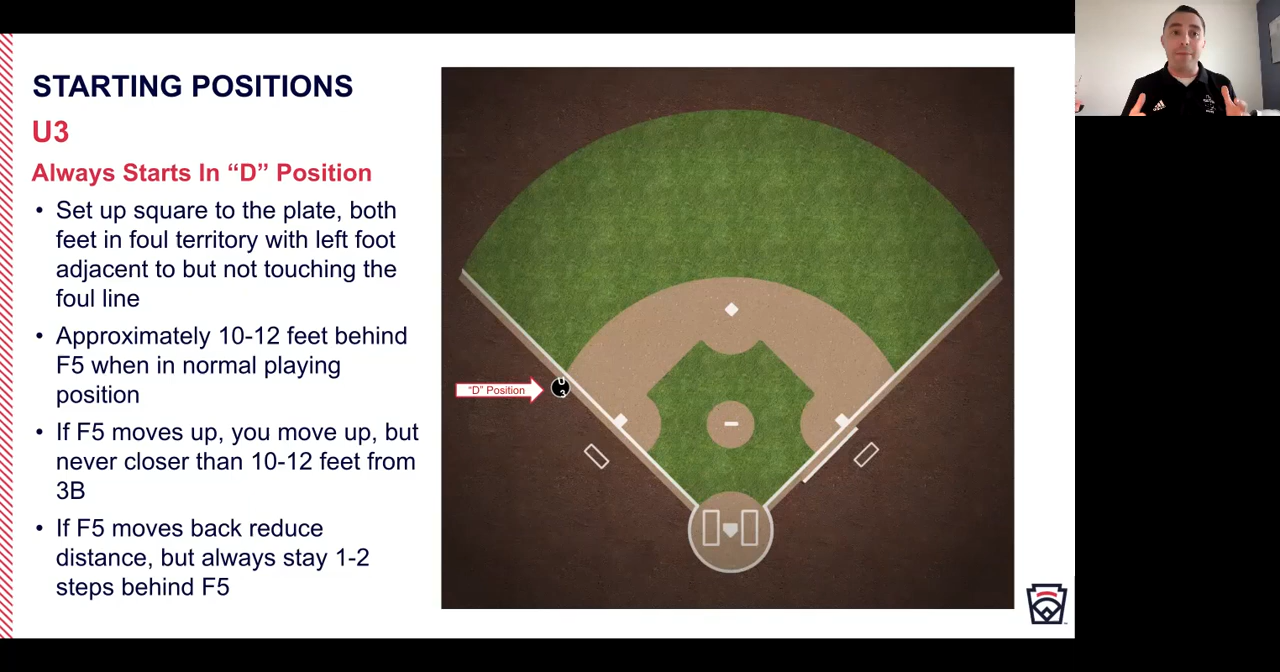 STARTING POSITIONS
U3
Always Starts In “D” Position
• Set up square to the plate, both
feet in foul territory with left foot
adjacent to but not touching the
foul line
• Approximately 10-12 feet behind
F5 when in normal playing
position
• If F5 moves up, you move up, but
never closer than 10-12 feet from
3B
• If F5 moves back reduce
distance, but always stay 1-2
steps behind F5
“D” Position
U
3